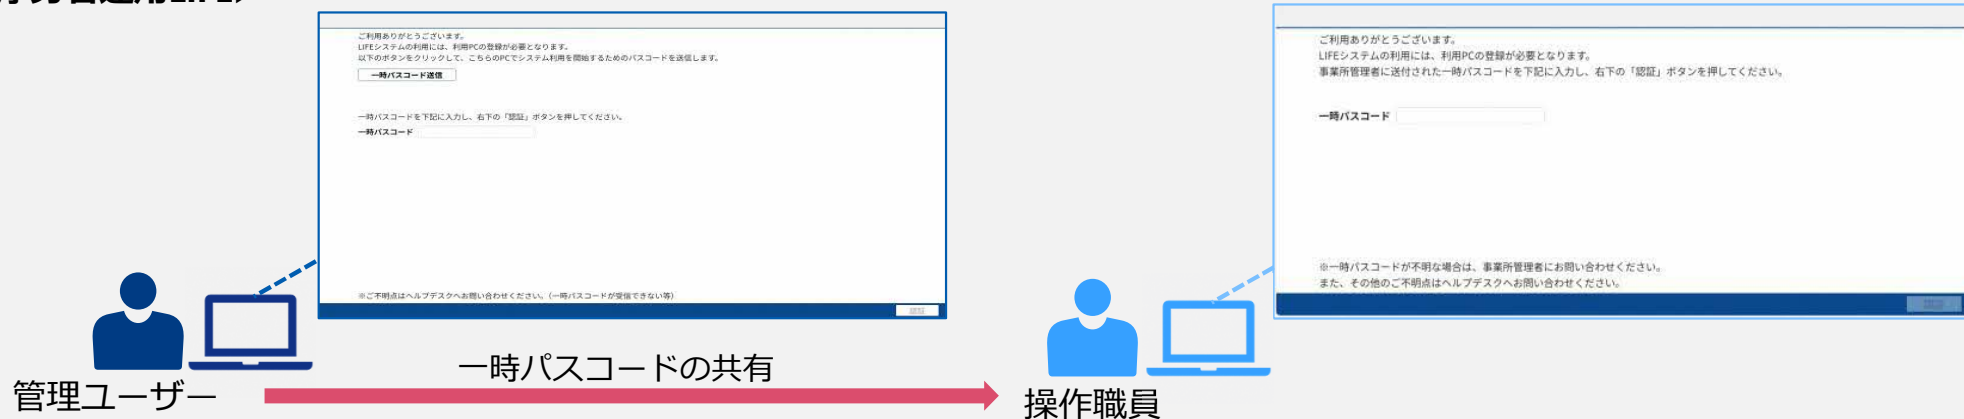 ご利用ありがとうございます。
LIFEシステムの利用には、利用PCの登録が必要となります。
以下のボタンをクリックして、こちらのPCでシステム利用を開始するためのパスコードを送信します。
一時パスコード送信
一時パスコードを下記に入力し、右下の「認証」ボタンを押してください。
一時パスコード
※ご不明点はヘルプデスクへお問い合わせください。(一時パスコードが受信できない等)
認証
ご利用ありがとうございます。
LIFEシステムの利用には、利用PCの登録が必要となります。
事業所管理者に送付された一時パスコードを下記に入力し、右下の「認証」ボタンを押してください。
一時パスコード
※一時パスコードが不明な場合は、事業所管理者にお問い合わせください。
また、その他のご不明点はヘルプデスクへお問い合わせください。
認証
一時パスコードの共有
管理ユーザー
操作職員